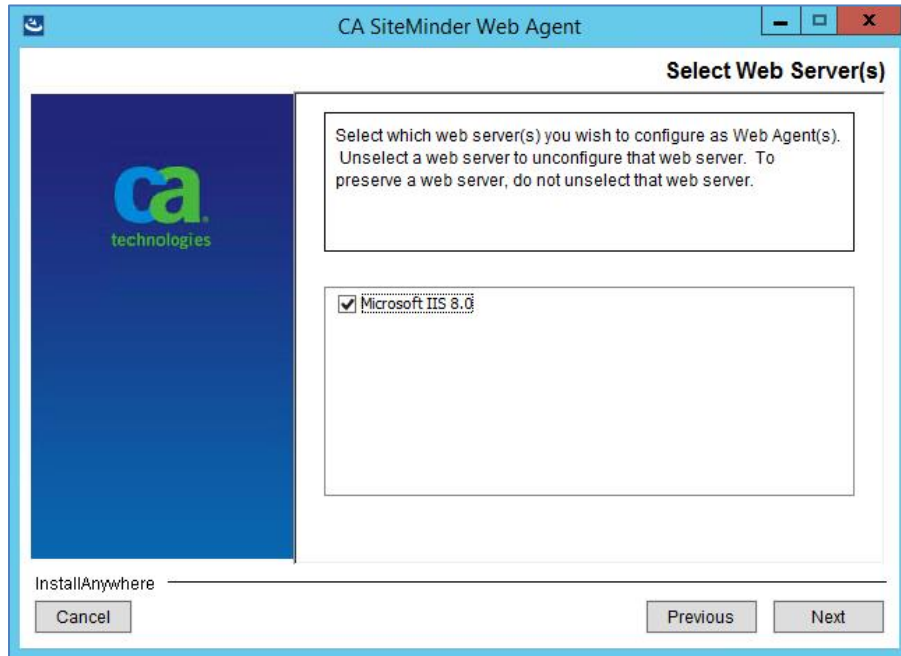 CA SiteMinder Web Agent
Select Web Server(s)
ca
technologies
Select which web server(s) you wish to configure as Web Agent(s).
Unselect a web server to unconfigure that web server. To
preserve a web server, do not unselect that web server.
Microsoft IIS 8.0
InstallAnywhere
Cancel
Previous
Next